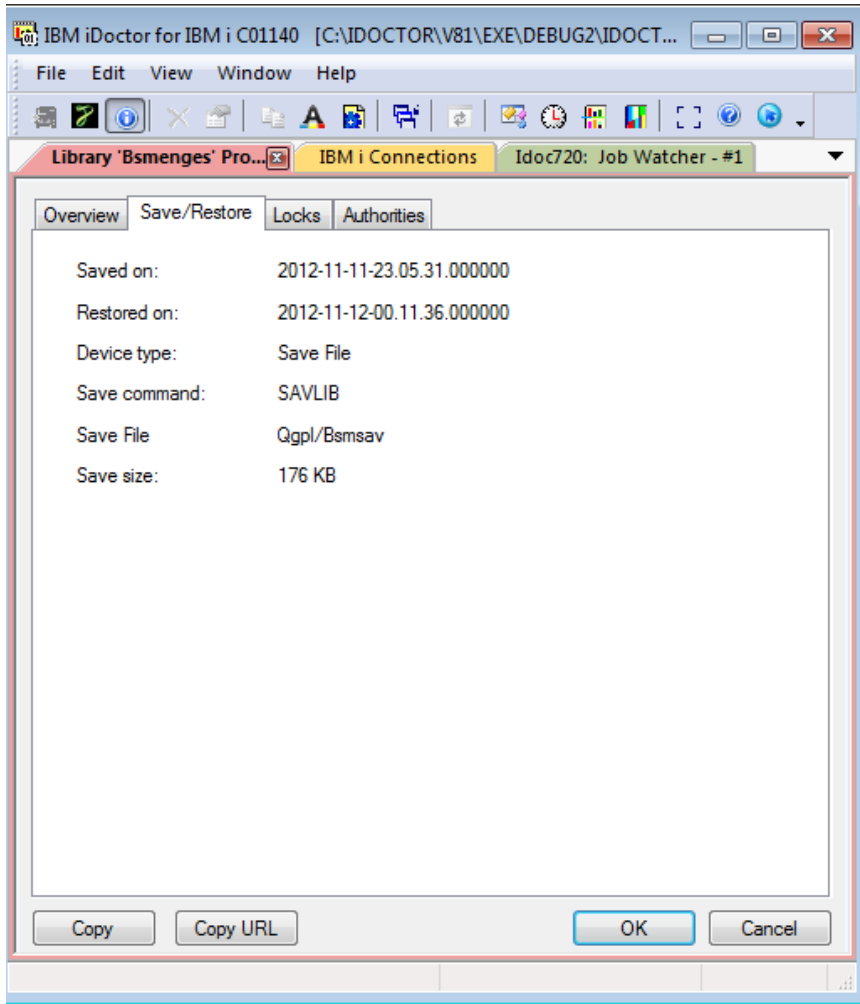 IBM iDoctor for IBM i C01140 [C:\IDOCTOR\V81\EXE\DEBUG2\IDOCT...
File Edit View Window Help
Library 'Bsmenges' Pro... IBM i Connections Idoc720: Job Watcher - #1
Overview Save/Restore Locks Authorities
Saved on: 2012-11-11-23.05.31.000000
Restored on: 2012-11-12-00.11.36.000000
Device type: Save File
Save command: SAVLIB
Save File Qgpl/Bsmsav
Save size: 176 KB
Copy Copy URL OK Cancel